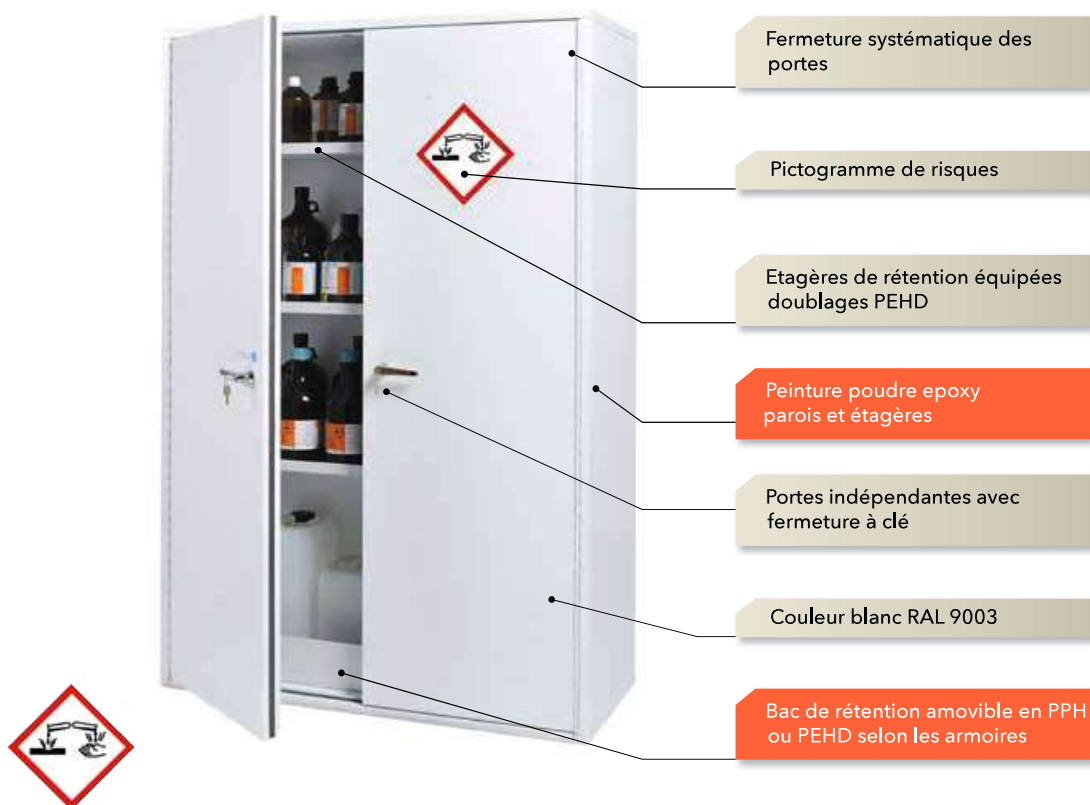 Fermeture systématique des
portes
Pictogramme de risques
Etagères de rétention équipées
doublages PEHD
Peinture poudre epoxy
parois et étagères
Portes indépendantes avec
fermeture à clé
Couleur blanc RAL 9003
Bac de rétention amovible en PPH
ou PEHD selon les armoires